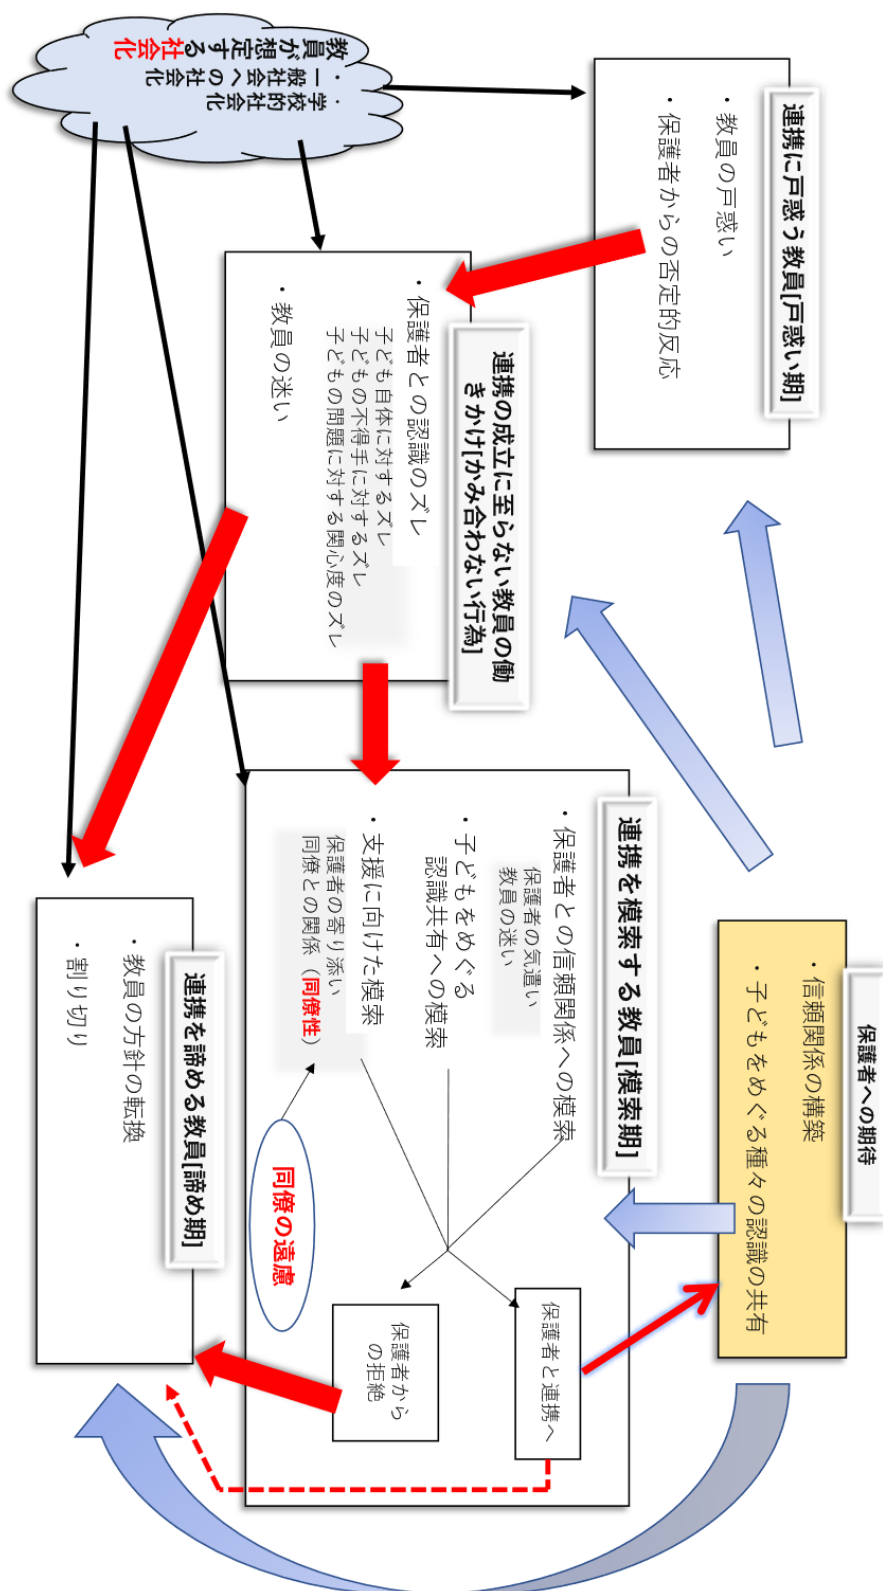 教員が想定する社会化
・一般社会への社会化
・学校的社会化
連携に戸惑う教員[戸惑い期]
・教員の戸惑い
・保護者からの否定的反応
連携の成立に至らない教員の働
きかけ[かみ合わない行為]
・保護者との認識のズレ
子ども自体に対するズレ
子どもの不得手に対するズレ
子どもの問題に対する関心度のズレ
・教員の迷い
保護者への期待
・信頼関係の構築
・子どもをめぐる種々の認識の共有
連携を模索する教員[模索期]
・保護者との信頼関係への模索
保護者の気遣い
教員の迷い
・子どもをめぐる
認識共有への模索
・支援に向けた模索
保護者の寄り添い
同僚との関係（同僚性）
同僚の遠慮
保護者と連携へ
保護者から
の拒絶
連携を諦める教員[諦め期]
・教員の方針の転換
・割り切り